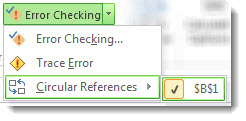 Error Checking
Error Checking...
Trace Error
Circular References
$B$1